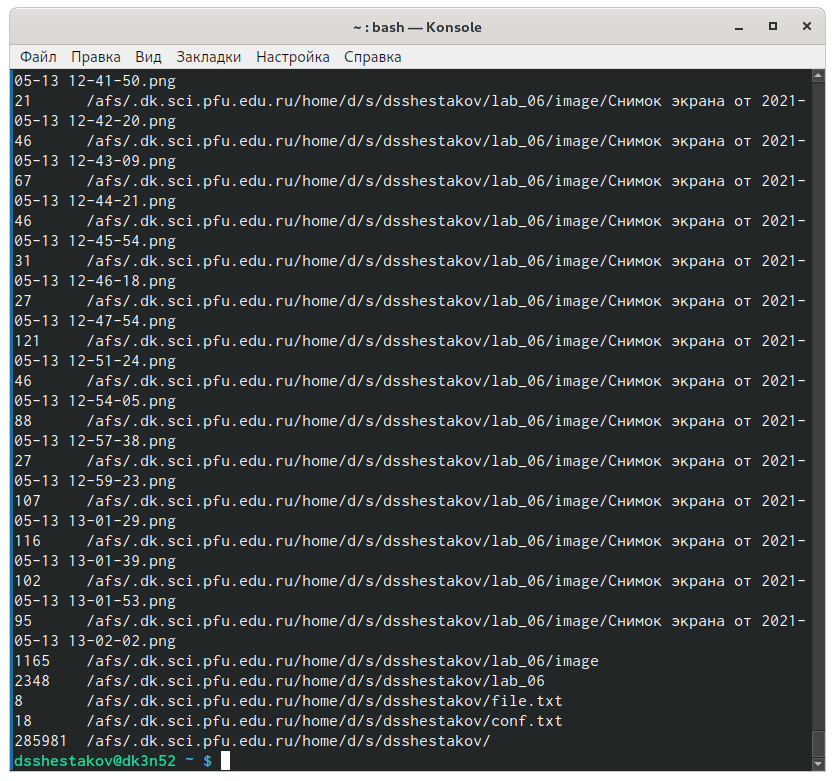 ~ : bash — Konsole
Файл Правка Вид Закладки Настройка Справка
05-13 12-41-50.png
21 /afs/.dk.sci.pfu.edu.ru/home/d/s/dsshestakov/lab_06/image/Снимок экрана от 2021-
05-13 12-42-20.png
46 /afs/.dk.sci.pfu.edu.ru/home/d/s/dsshestakov/lab_06/image/Снимок экрана от 2021-
05-13 12-43-09.png
67 /afs/.dk.sci.pfu.edu.ru/home/d/s/dsshestakov/lab_06/image/Снимок экрана от 2021-
05-13 12-44-21.png
46 /afs/.dk.sci.pfu.edu.ru/home/d/s/dsshestakov/lab_06/image/Снимок экрана от 2021-
05-13 12-45-54.png
31 /afs/.dk.sci.pfu.edu.ru/home/d/s/dsshestakov/lab_06/image/Снимок экрана от 2021-
05-13 12-46-18.png
27 /afs/.dk.sci.pfu.edu.ru/home/d/s/dsshestakov/lab_06/image/Снимок экрана от 2021-
05-13 12-47-54.png
121 /afs/.dk.sci.pfu.edu.ru/home/d/s/dsshestakov/lab_06/image/Снимок экрана от 2021-
05-13 12-51-24.png
46 /afs/.dk.sci.pfu.edu.ru/home/d/s/dsshestakov/lab_06/image/Снимок экрана от 2021-
05-13 12-54-05.png
88 /afs/.dk.sci.pfu.edu.ru/home/d/s/dsshestakov/lab_06/image/Снимок экрана от 2021-
05-13 12-57-38.png
27 /afs/.dk.sci.pfu.edu.ru/home/d/s/dsshestakov/lab_06/image/Снимок экрана от 2021-
05-13 12-59-23.png
107 /afs/.dk.sci.pfu.edu.ru/home/d/s/dsshestakov/lab_06/image/Снимок экрана от 2021-
05-13 13-01-29.png
116 /afs/.dk.sci.pfu.edu.ru/home/d/s/dsshestakov/lab_06/image/Снимок экрана от 2021-
05-13 13-01-39.png
102 /afs/.dk.sci.pfu.edu.ru/home/d/s/dsshestakov/lab_06/image/Снимок экрана от 2021-
05-13 13-01-53.png
95 /afs/.dk.sci.pfu.edu.ru/home/d/s/dsshestakov/lab_06/image/Снимок экрана от 2021-
05-13 13-02-02.png
1165 /afs/.dk.sci.pfu.edu.ru/home/d/s/dsshestakov/lab_06/image
2348 /afs/.dk.sci.pfu.edu.ru/home/d/s/dsshestakov/lab_06
8 /afs/.dk.sci.pfu.edu.ru/home/d/s/dsshestakov/file.txt
18 /afs/.dk.sci.pfu.edu.ru/home/d/s/dsshestakov/conf.txt
285981 /afs/.dk.sci.pfu.edu.ru/home/d/s/dsshestakov/
dsshestakov@dk3n52 ~ $